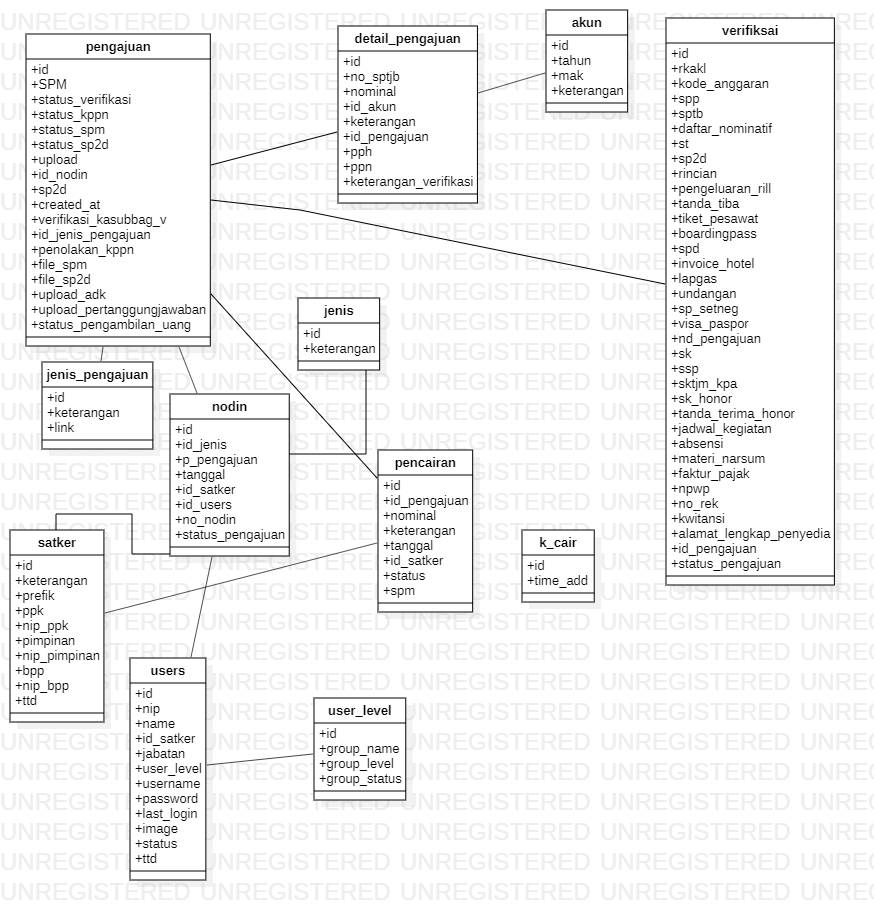 pengajuan
+id
+SPM
+status_verifikasi
+status_kppn
+status_spm
+status_sp2d
+upload
+id_nodin
+sp2d
+created_at
+verifikasi_kasubbag_v
+id_jenis_pengajuan
+penolakan_kppn
+file_spm
+file_sp2d
+upload_adk
+upload_pertanggungjawaban
+status_pengambilan_uang
detail_pengajuan
+id
+no_sptjb
+nominal
+id_akun
+keterangan
+id_pengajuan
+pph
+ppn
+keterangan_verifikasi
akun
+id
+tahun
+mak
+keterangan
verifiksai
+id
+rkakl
+kode_anggaran
+spp
+sptb
+daftar_nominatif
+st
+sp2d
+rincian
+pengeluaran_rill
+tanda_tiba
+tiket_pesawat
+boardingpass
+spd
+invoice_hotel
+lapgas
+undangan
+sp_setneg
+visa_paspor
+nd_pengajuan
+sk
+ssp
+sktjm_kpa
+sk_honor
+tanda_terima_honor
+jadwal_kegiatan
+absensi
+materi_narsum
+faktur_pajak
+npwp
+no_rek
+kwitansi
+alamat_lengkap_penyedia
+id_pengajuan
+status_pengajuan
jenis
+id
+keterangan
jenis_pengajuan
+id
+keterangan
+link
nodin
+id
+id_jenis
+p_pengajuan
+tanggal
+id_satker
+id_users
+no_nodin
+status_pengajuan
pencairan
+id
+id_pengajuan
+nominal
+keterangan
+tanggal
+id_satker
+status
+spm
k_cair
+id
+time_add
satker
+id
+keterangan
+prefik
+ppk
+nip_ppk
+pimpinan
+nip_pimpinan
+bpp
+nip_bpp
+ttd
users
+id
+nip
+name
+id_satker
+jabatan
+user_level
+username
+password
+last_login
+image
+status
+ttd
user_level
+id
+group_name
+group_level
+group_status
UNREGISTERED